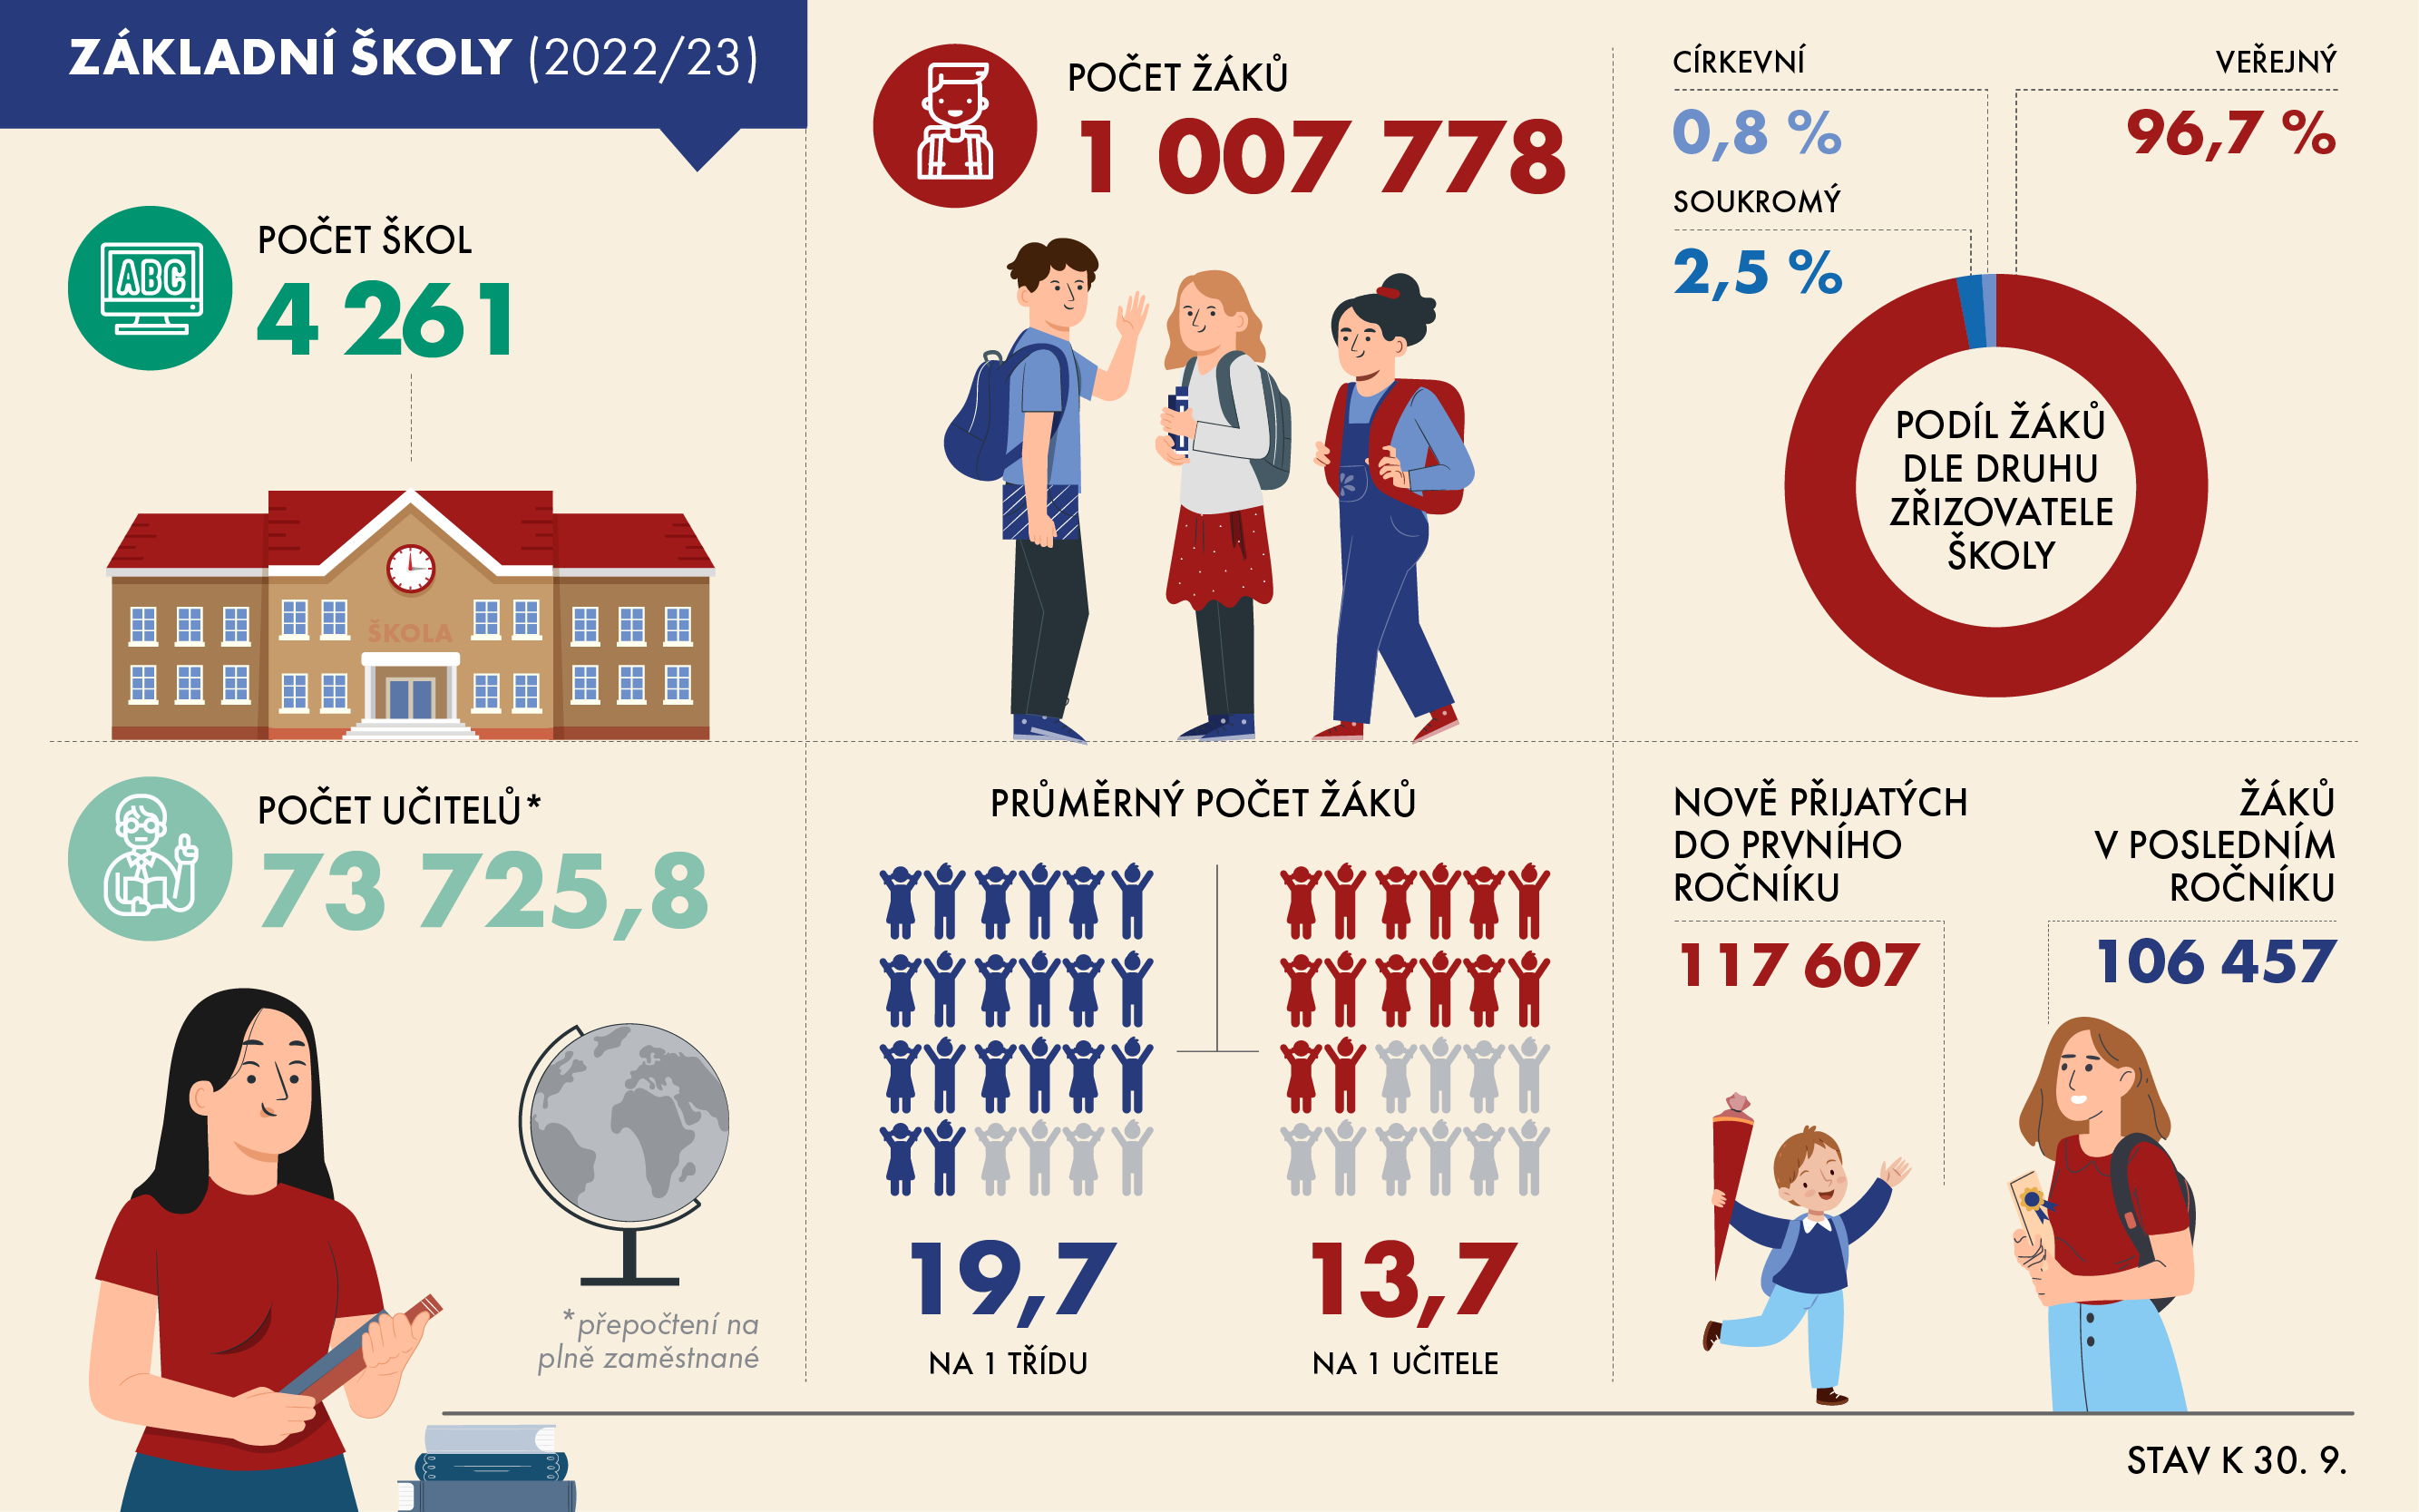 ZÁKLADNÍ ŠKOLY (2022/23)
ABC
POČET ŠKOL
4 261
ŠKOLA
POČET ŽÁKŮ
1 007 778
CÍRKEVNÍ
0,8 %
SOUKROMÝ
2,5 %
VEŘEJNÝ
96,7 %
PODÍL ŽÁKŮ
DLE DRUHU
ZŘIZOVATELE
ŠKOLY
POČET UČITELŮ*
73 725,8
*přepočtení na
plně zaměstnané
PRŮMĚRNÝ POČET ŽÁKŮ
19,7
NA 1 TŘÍDU
13,7
NA 1 UČITELE
NOVĚ PŘIJATÝCH
DO PRVNÍHO
ROČNÍKU
117 607
ŽÁKŮ
V POSLEDNÍM
ROČNÍKU
106 457
STAV K 30. 9.